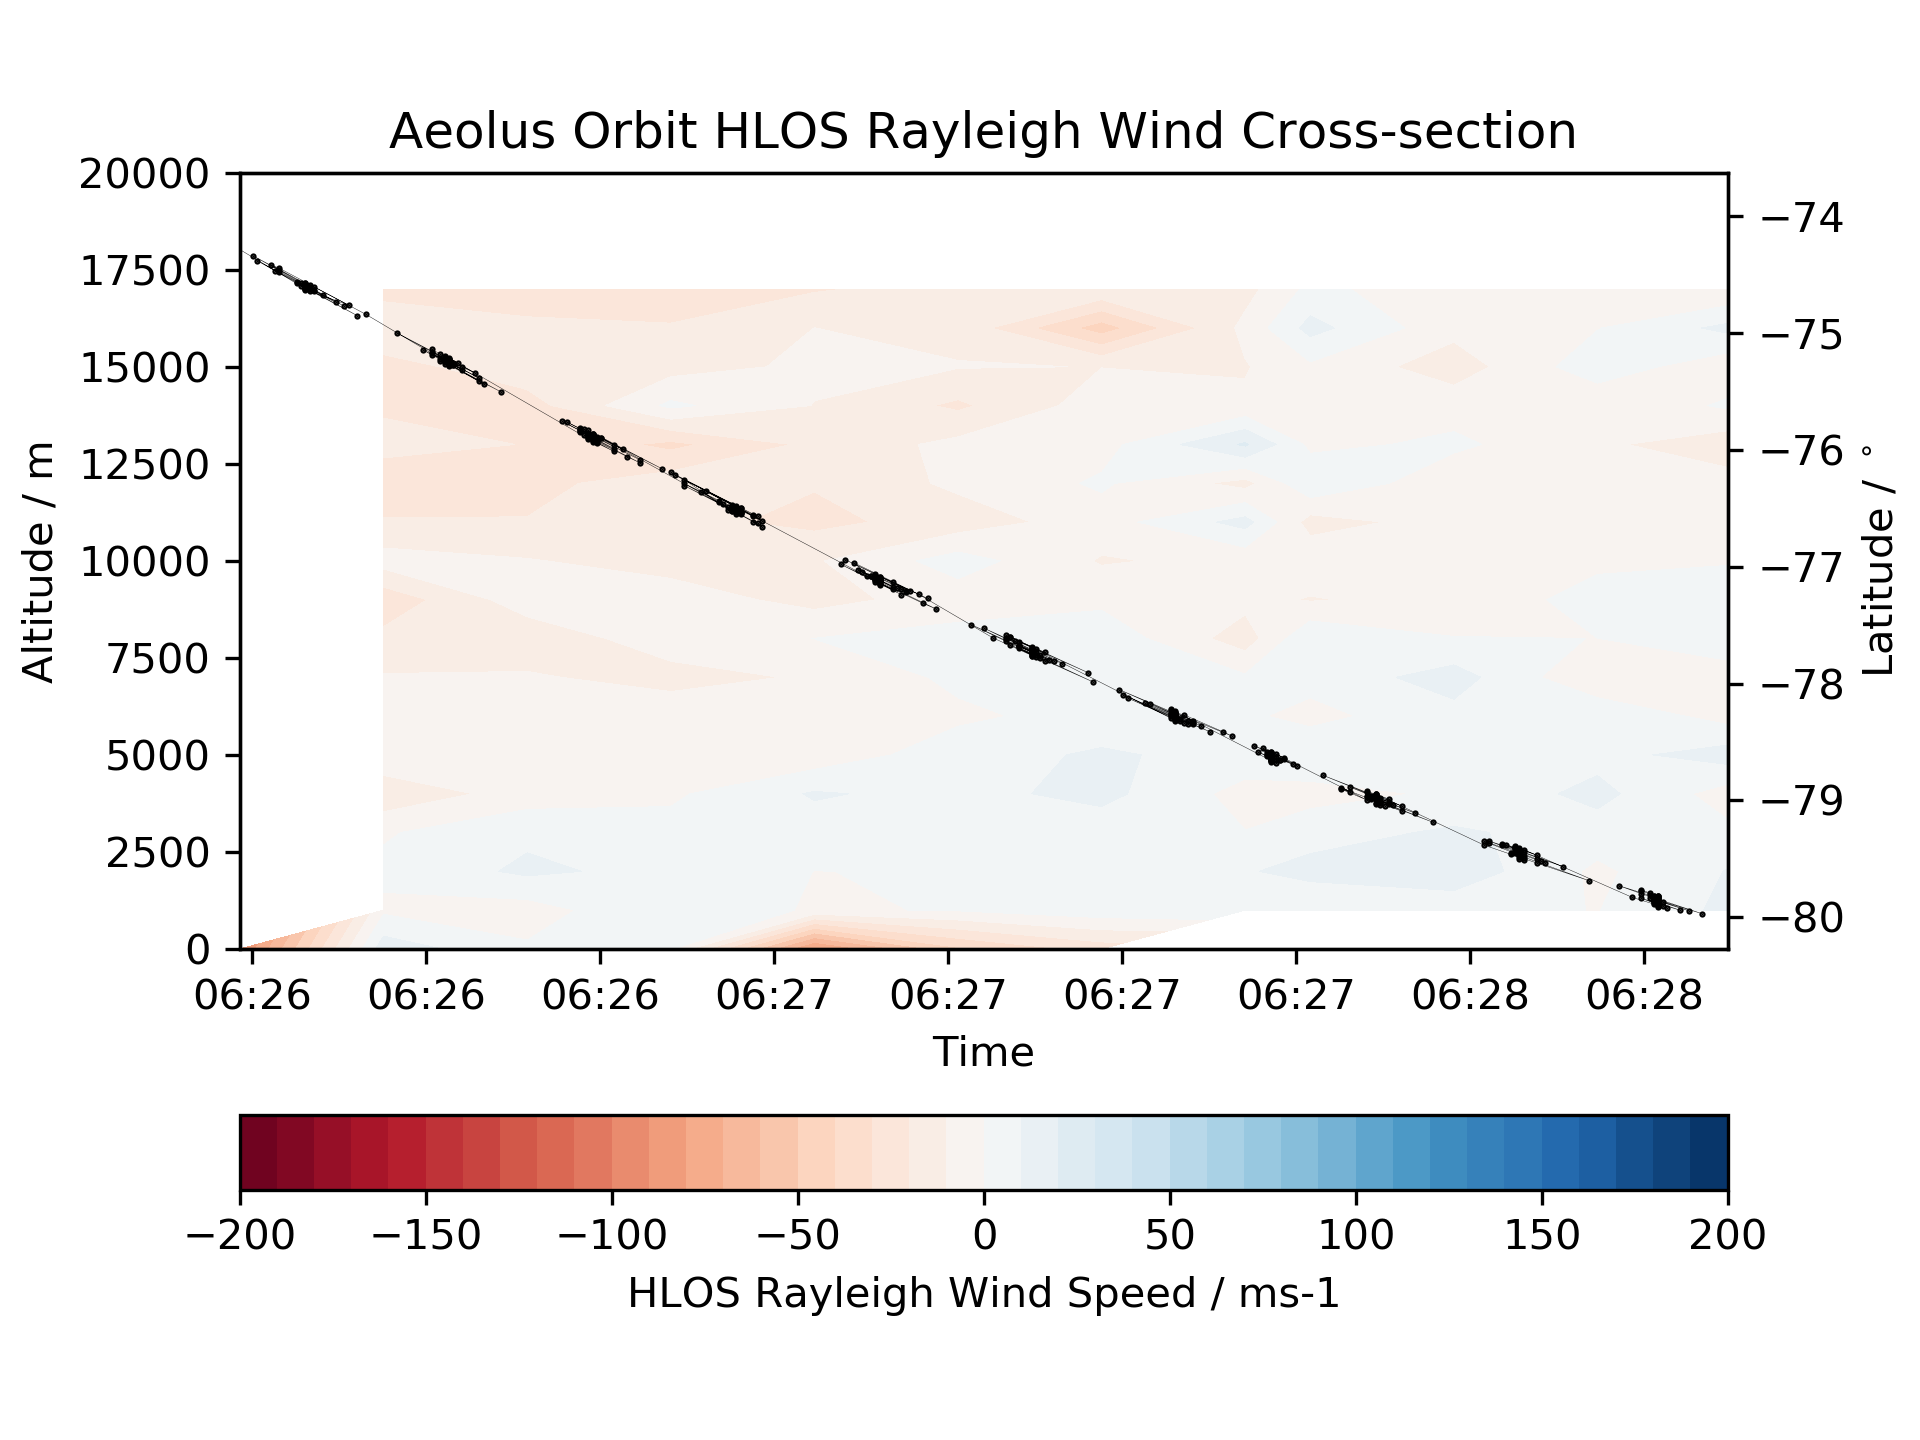 Aeolus Orbit HLOS Rayleigh Wind Cross-section
20000
17500
15000
12500
10000
7500
5000
2500
0
Altitude / m
−74
−75
−76
−77
−78
−79
−80
Latitude / °
06:26 06:26 06:26 06:27 06:27 06:27 06:27 06:28 06:28
Time
−200 −150 −100 −50 0 50 100 150 200
HLOS Rayleigh Wind Speed / ms-1